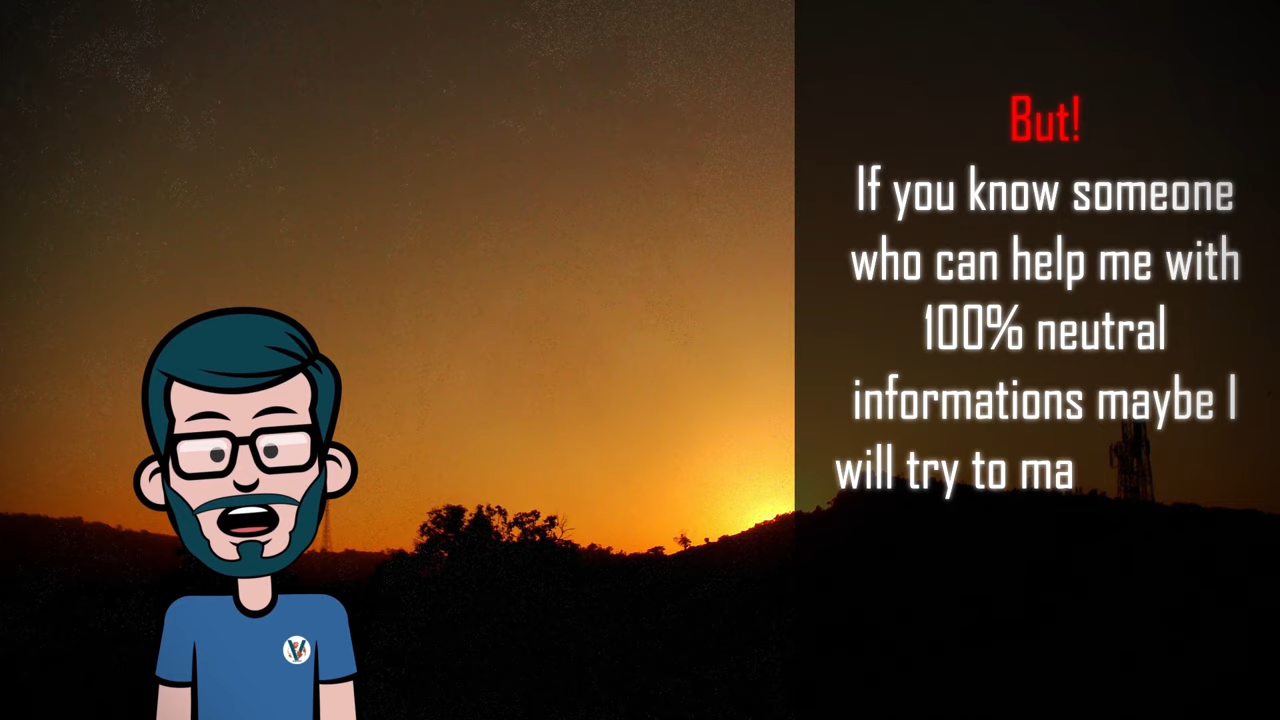 But!
If you know someone
who can help me with
100% neutral
informations maybe I
will try to ma